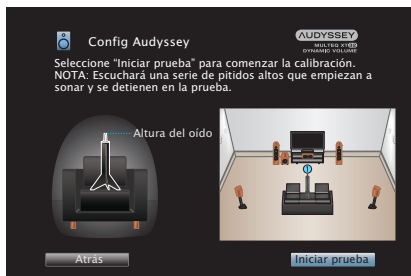 Config Audyssey
AUDYSSEY
MULTEQ XT32
DYNAMIC VOLUME
Seleccione “Iniciar prueba” para comenzar la calibración.
NOTA: Escuchará una serie de pitidos altos que empiezan a
sonar y se detienen en la prueba.
Altura del oído
Atrás
Iniciar prueba